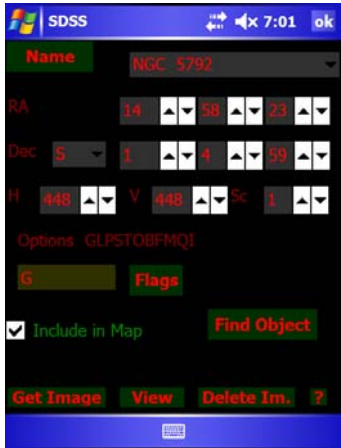 SDSS 7:01 ok
Name NGC 5792
RA 14 58 23
Dec S 1 4 59
H 448 V 448 Sc 1
Options GLPSTOBFMQI
G Flags
Include in Map Find Object
Get Image View Delete Im. ?